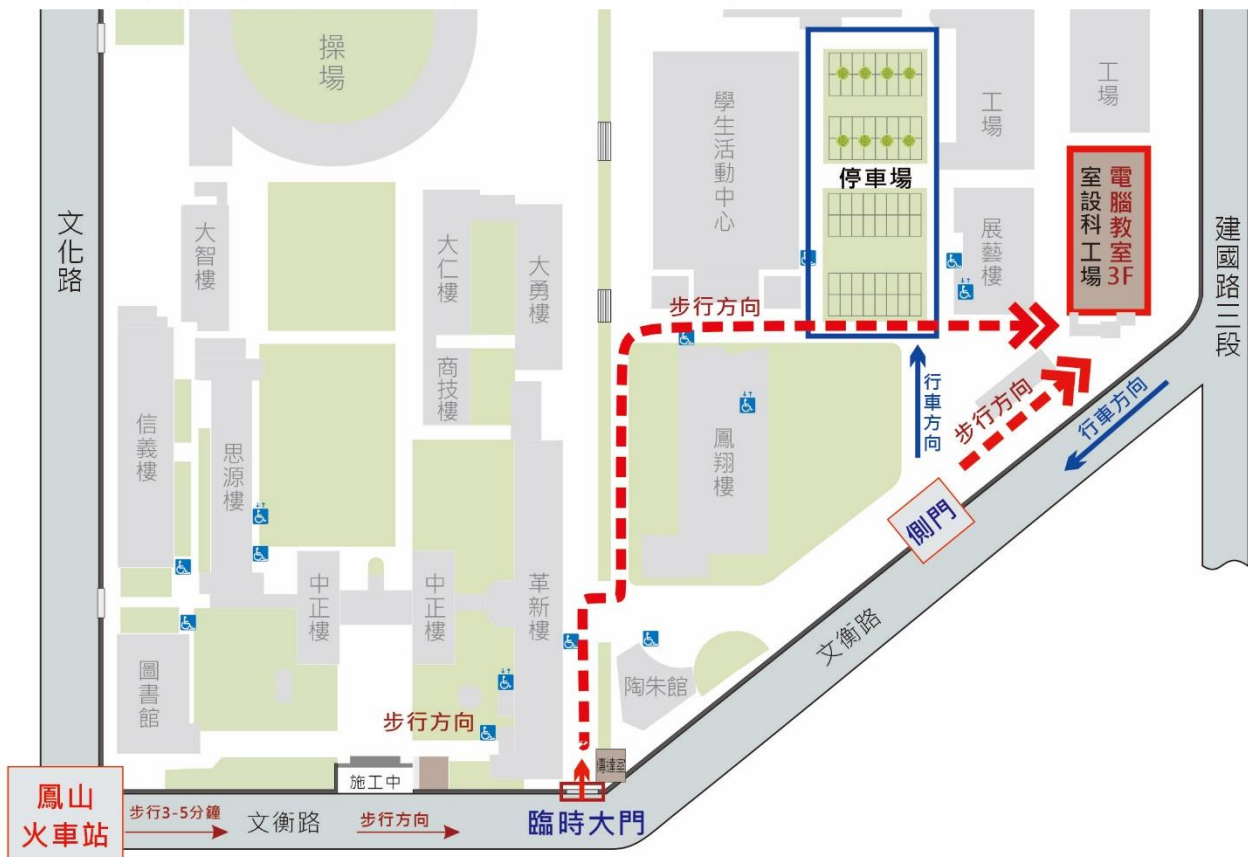 操場
學生活動中心
停車場
工場
工場
電腦教室3F
室設科工場
文化路
大智樓
大仁樓
大勇樓
展藝樓
建國路三段
步行方向
商技樓
行車方向
步行方向
行車方向
信義樓
思源樓
鳳翔樓
側門
中正樓
中正樓
革新樓
文衡路
圖書館
陶朱館
步行方向
傳達室
施工中
鳳山
火車站
步行3-5分鐘
文衡路
步行方向
臨時大門